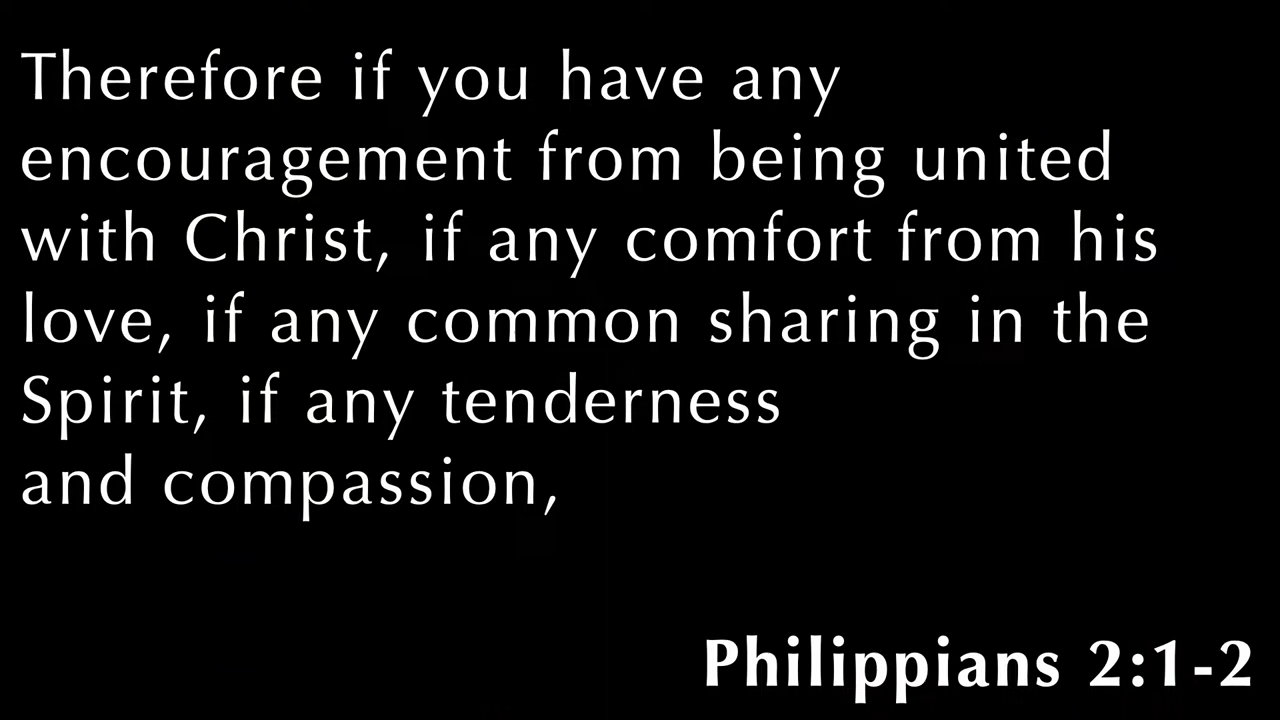 Therefore if you have any
encouragement from being united
with Christ, if any comfort from his
love, if any common sharing in the
Spirit, if any tenderness
and compassion,
Philippians 2:1-2